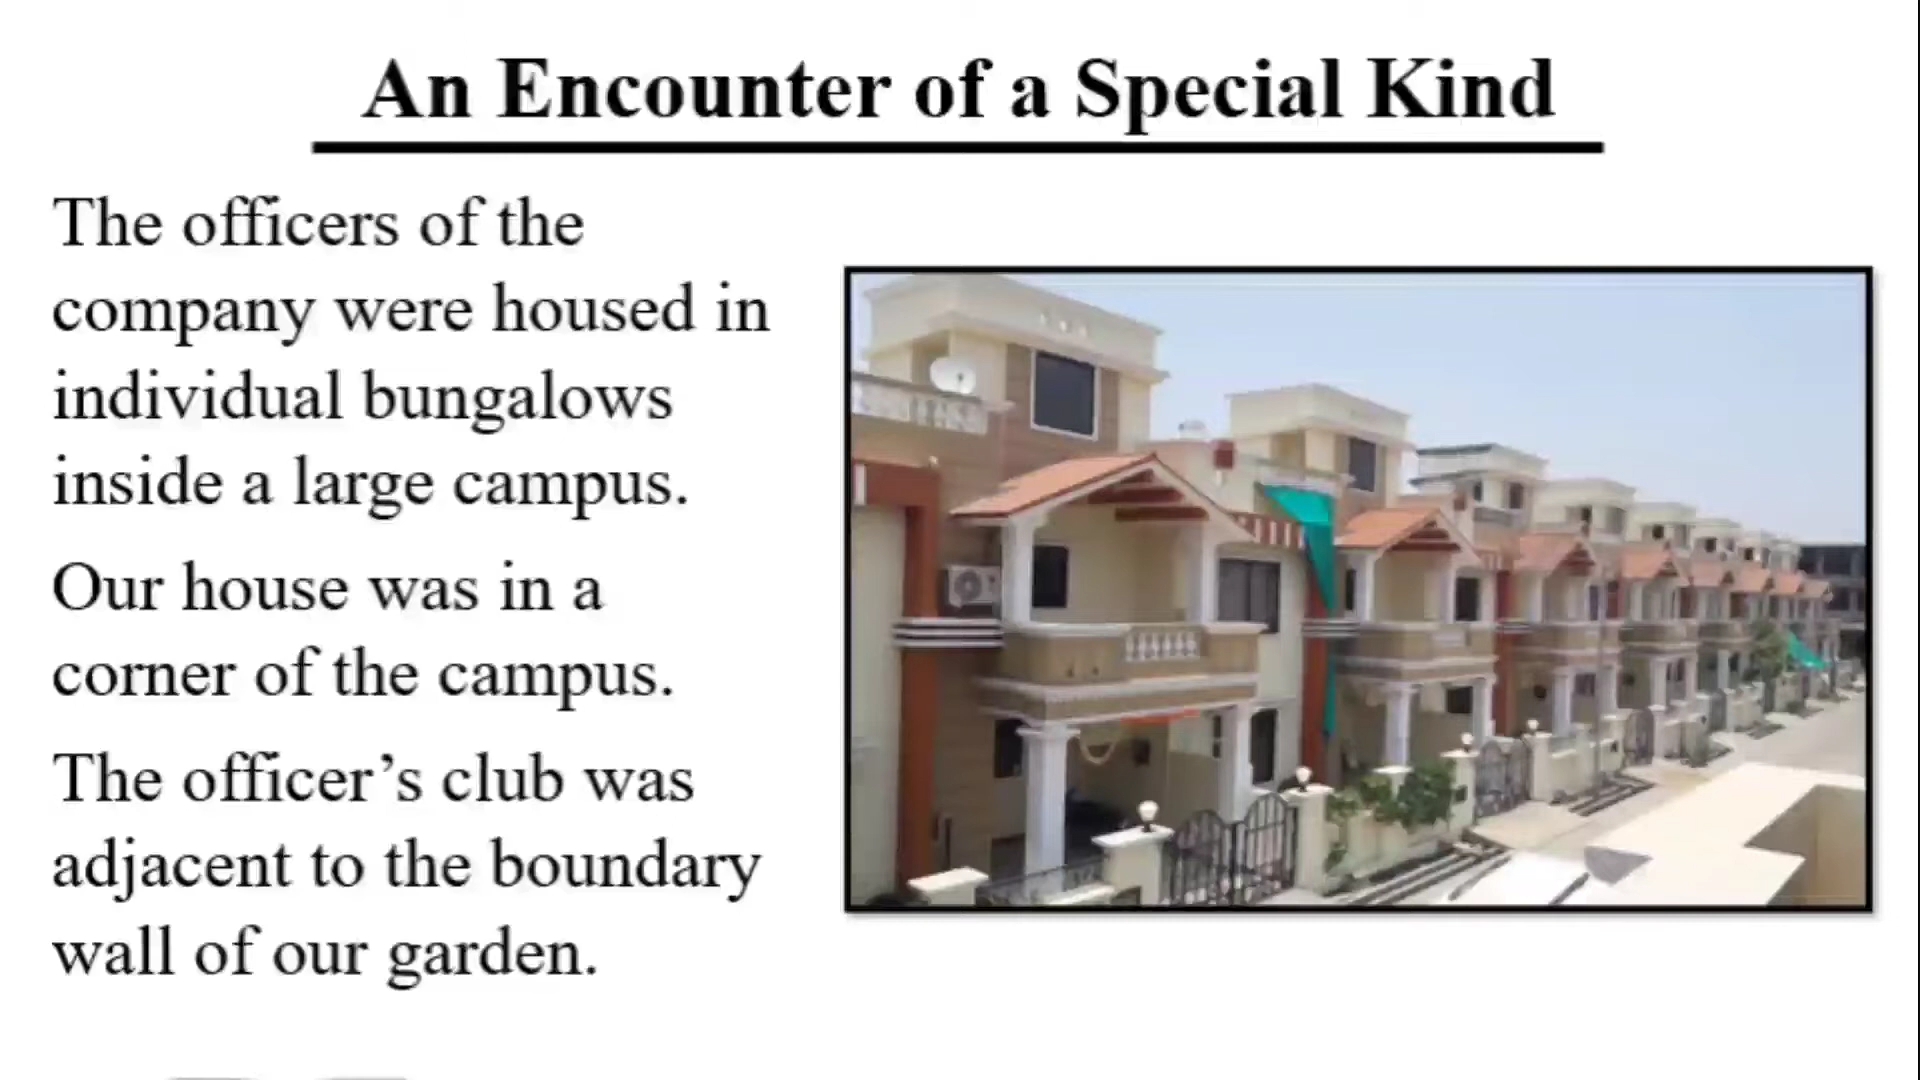 An Encounter of a Special Kind
The officers of the
company were housed in
individual bungalows
inside a large campus.
Our house was in a
corner of the campus.
The officer’s club was
adjacent to the boundary
wall of our garden.